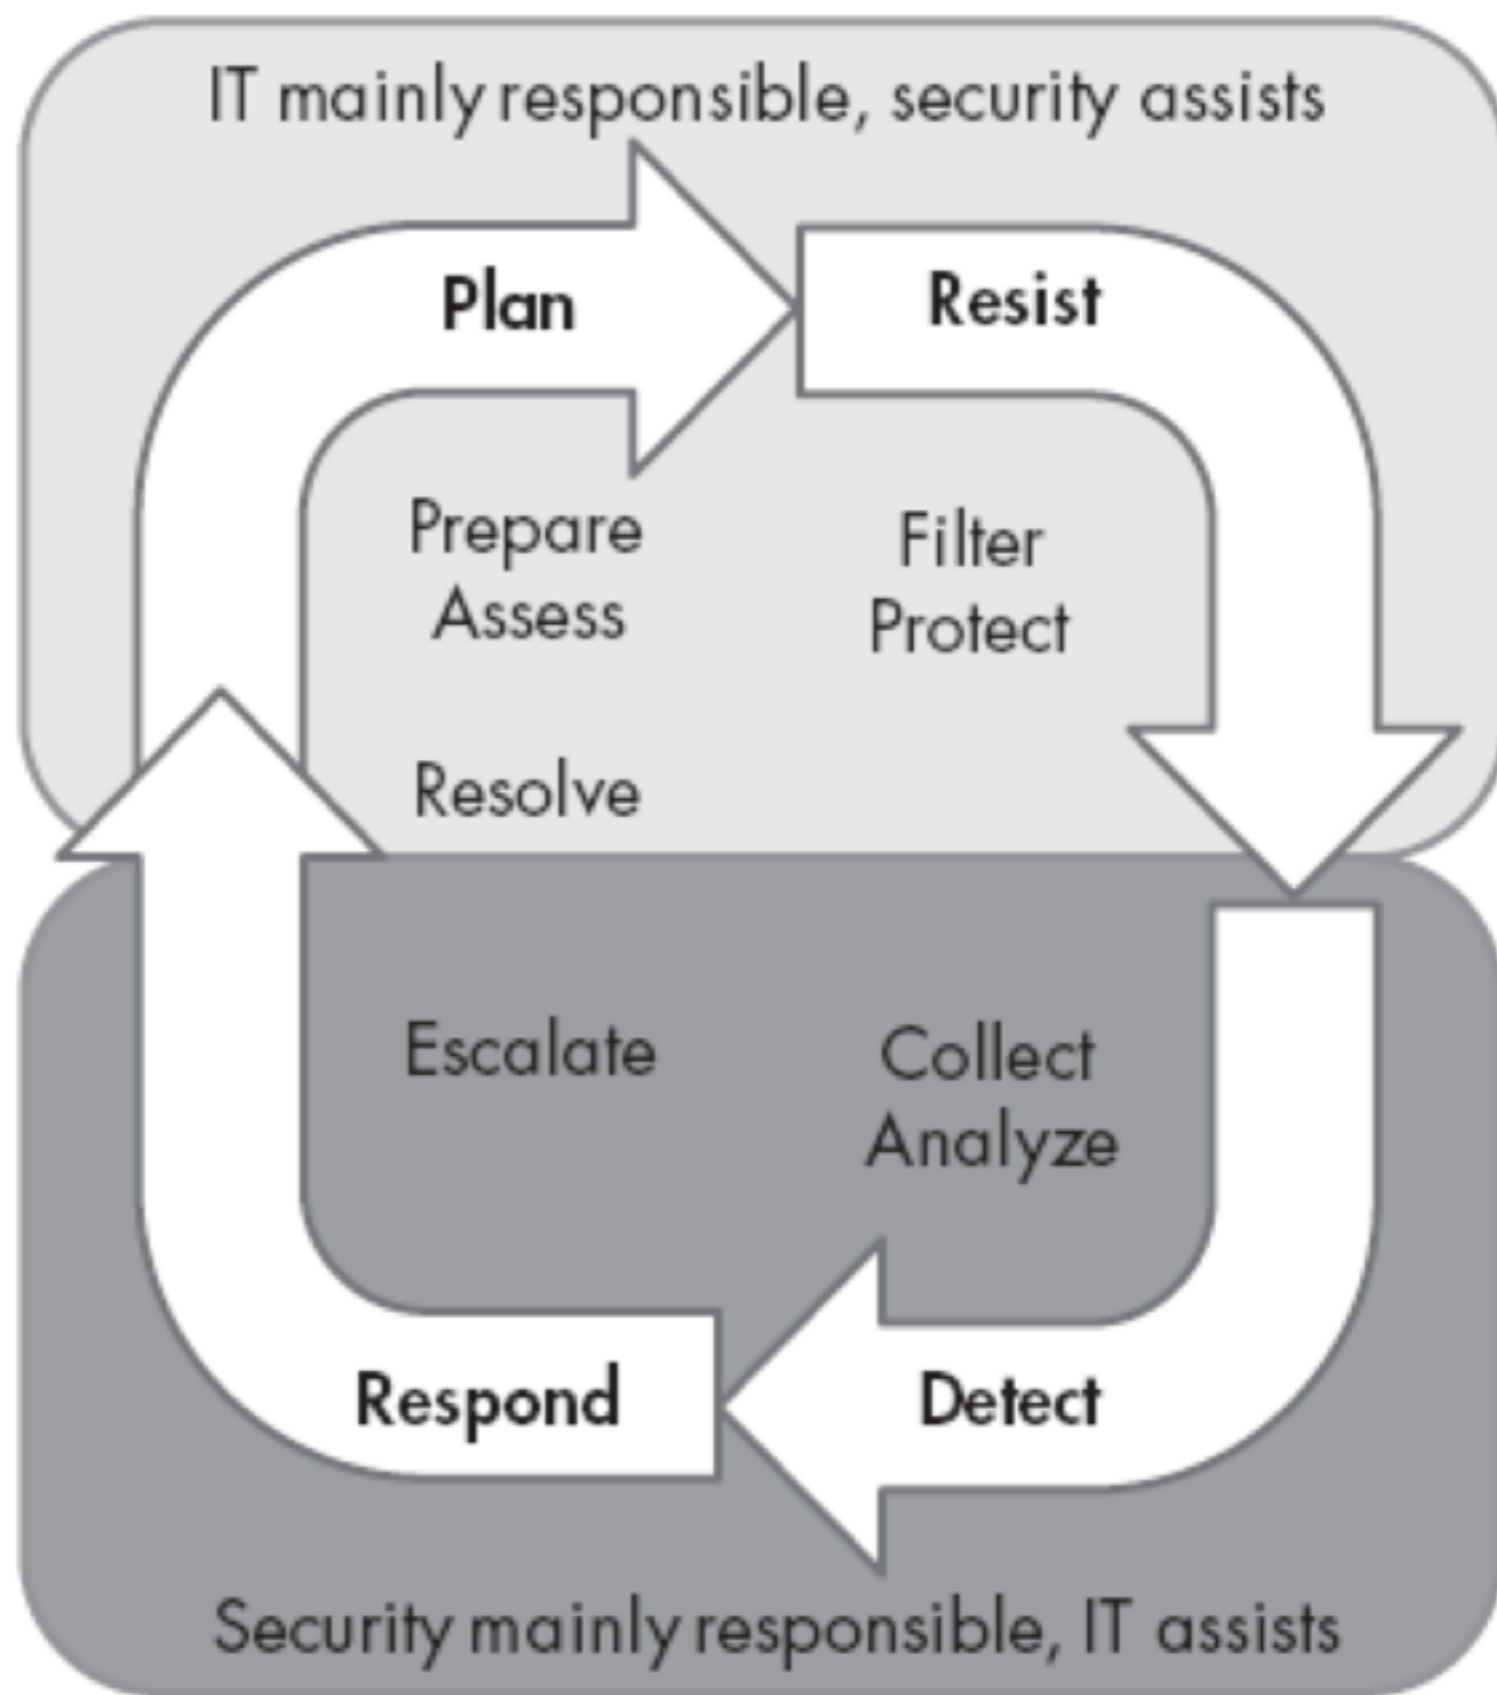 IT mainly responsible, security assists
Plan
Resist
Prepare
Assess
Filter
Protect
Resolve
Escalate
Collect
Analyze
Respond
Detect
Security mainly responsible, IT assists